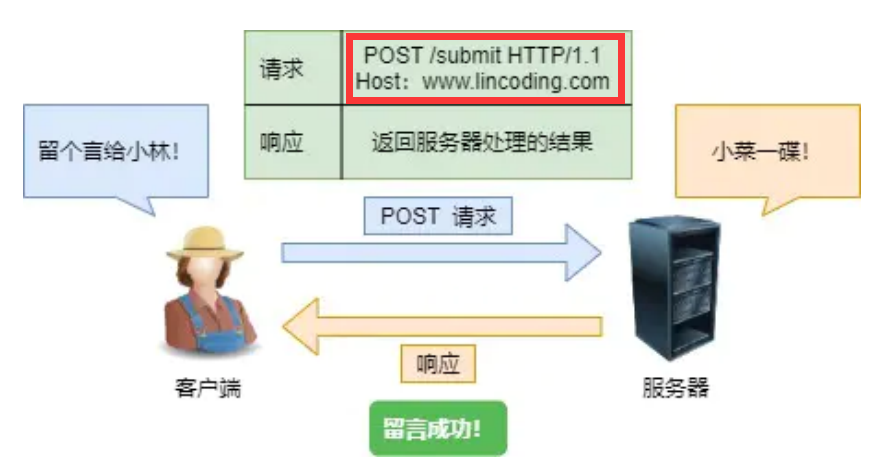 请求
POST /submit HTTP/1.1
Host：www.lincoding.com
响应
返回服务器处理的结果
留个言给小林！
小菜一碟！
POST 请求
响应
客户端
服务器
留言成功！